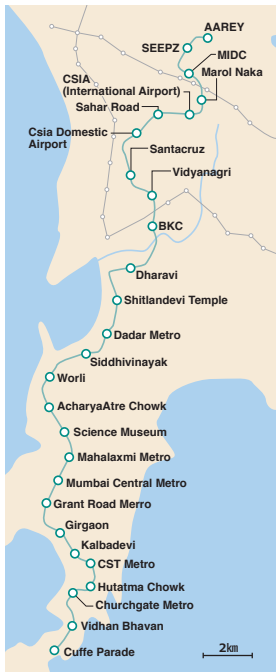 AAREY
SEEPZ
MIDC
CSIA
(International Airport)
Marol Naka
Sahar Road
Csia Domestic
Airport
Santacruz
Vidyanagri
BKC
Dharavi
Shitlandevi Temple
Dadar Metro
Siddhivinayak
Worli
AcharyaAtre Chowk
Science Museum
Mahalaxmi Metro
Mumbai Central Metro
Grant Road Merro
Girgaon
Kalbadevi
CST Metro
Hutatma Chowk
Churchgate Metro
Vidhan Bhavan
Cuffe Parade
2km